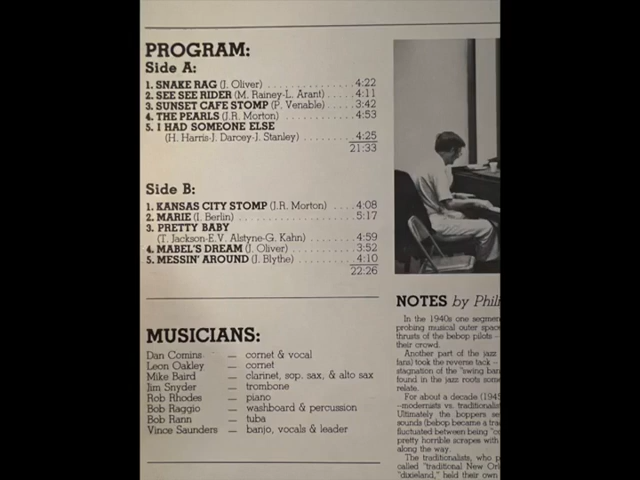 PROGRAM:
Side A:
1. SNAKE RAG (J. Oliver) . . . . . . . . . . . . . . . . 4:22
2. SEE SEE RIDER (M. Rainey-L. Arant) . . . . . 4:11
3. SUNSET CAFE STOMP (P. Venable) . . . . 3:42
4. THE PEARLS (J.R. Morton) . . . . . . . . . . . . . 4:53
5. I HAD SOMEONE ELSE
(H. Harris-J. Darcey-J. Stanley) . . . . . . . . 4:25
21:33
Side B:
1. KANSAS CITY STOMP (J.R. Morton) . . . . 4:08
2. MARIE (I. Berlin) . . . . . . . . . . . . . . . . . . . . . . 5:17
3. PRETTY BABY
(T. Jackson-E.V. Alstyne-G. Kahn) . . . . . . . 4:59
4. MABEL'S DREAM (J. Oliver) . . . . . . . . . . . 3:52
5. MESSIN' AROUND (J. Blythe) . . . . . . . . . . 4:10
22:26
MUSICIANS:
Dan Comins — cornet & vocal
Leon Oakley — cornet
Mike Baird — clarinet, sop. sax, & alto sax
Jim Snyder — trombone
Rob Rhodes — piano
Bob Raggio — washboard & percussion
Bob Rann — tuba
Vince Saunders — banjo, vocals & leader
NOTES by Phili
In the 1940s one segmen
probing musical outer spac
thrusts of the bebop pilots —
their crowd.
Another part of the jazz
fans) took the reverse tack —
stagnation of the "swing ban
found in the jazz roots some
relate.
For about a decade (1945
—modernists vs. traditionalis
Ultimately the boppers se
sounds (bebop became a tra
fluctuated between being "c
pretty horrible scrapes with
along the way.
The traditionalists, who p
called "traditional New Orl
"dixieland," held their own